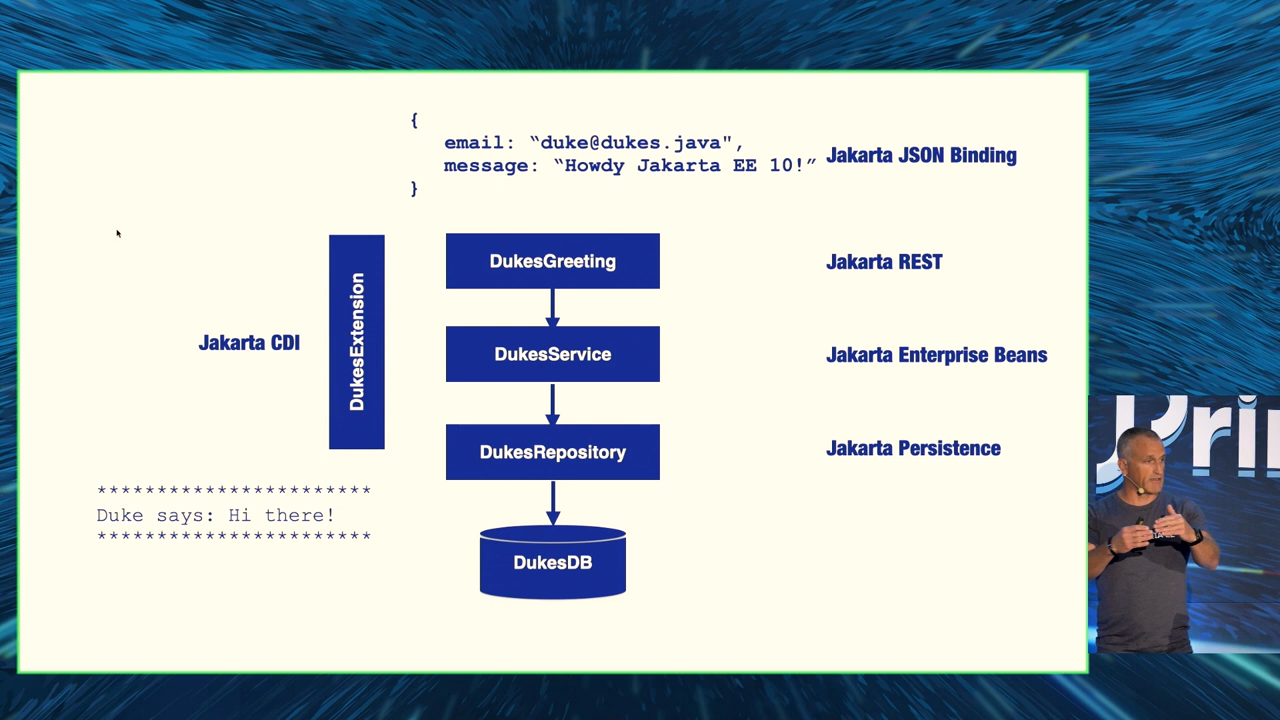 {
email: “duke@dukes.java",
message: “Howdy Jakarta EE 10!”
}
Jakarta JSON Binding
DukesGreeting
Jakarta REST
DukesExtension
Jakarta CDI
DukesService
Jakarta Enterprise Beans
DukesRepository
Jakarta Persistence
***********************
Duke says: Hi there!
***********************
DukesDB